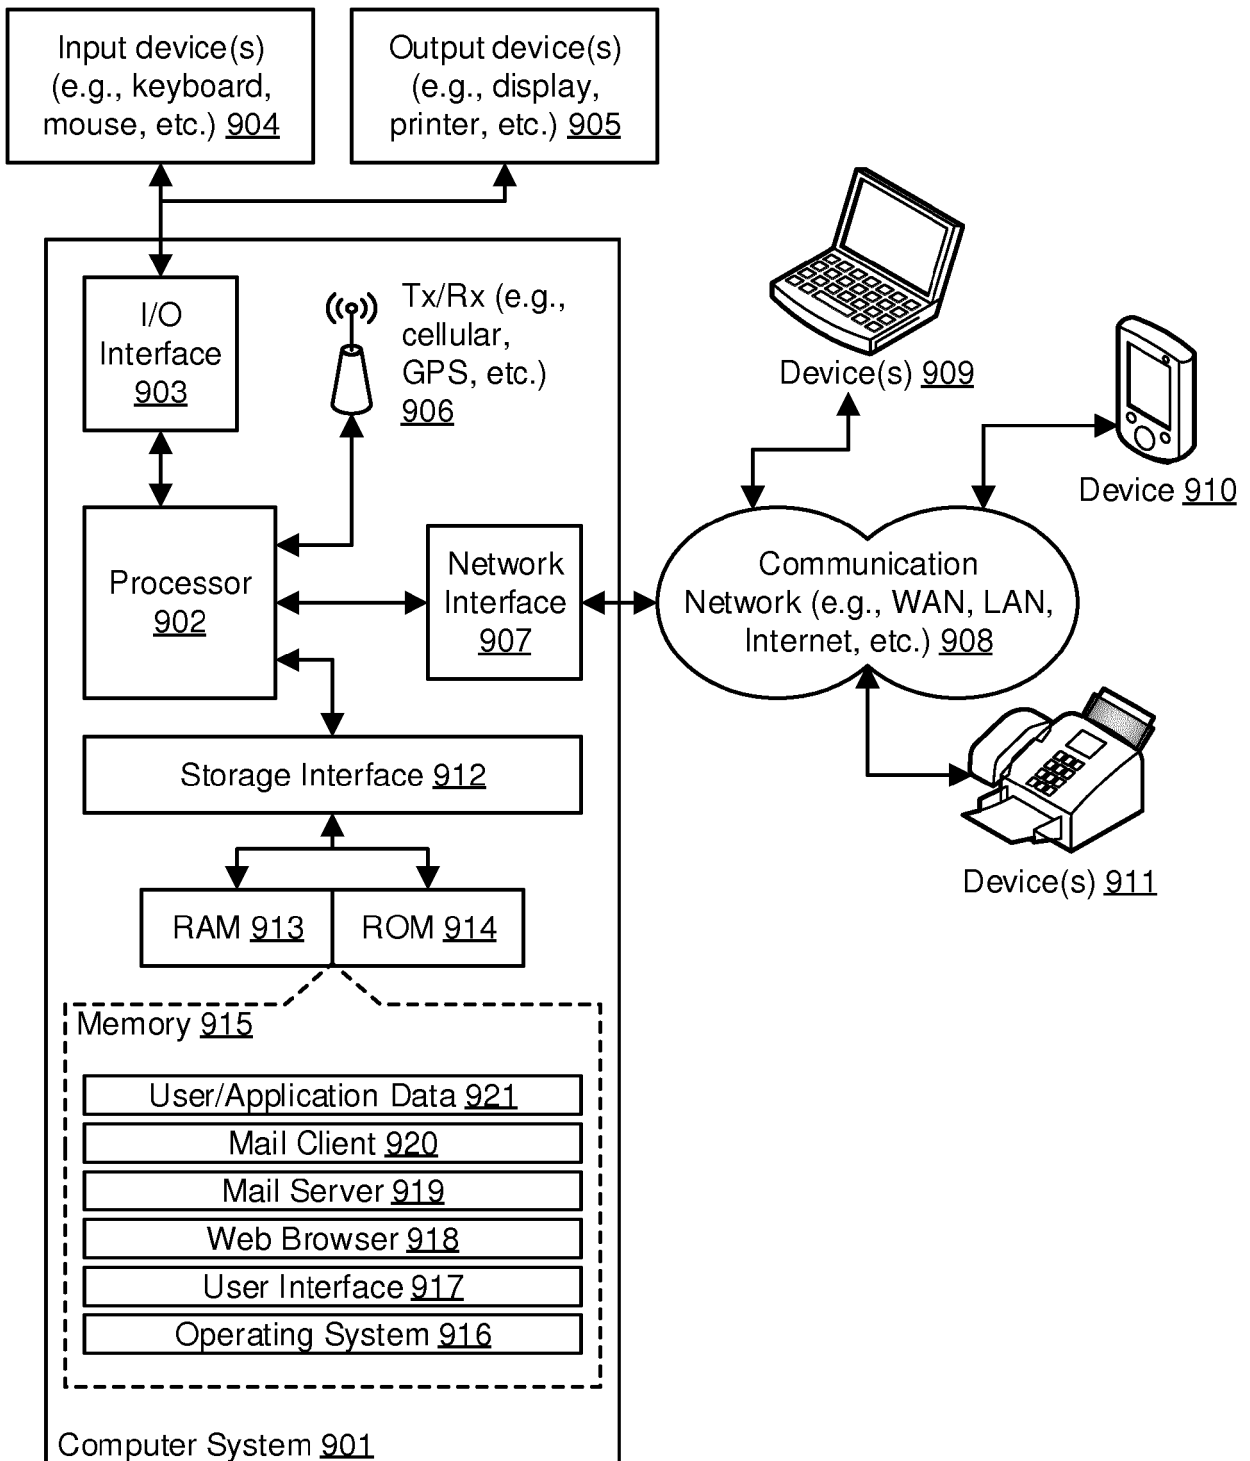 Input device(s)
(e.g., keyboard,
mouse, etc.) 904
Output device(s)
(e.g., display,
printer, etc.) 905
I/O
Interface
903
Tx/Rx (e.g.,
cellular,
GPS, etc.)
906
Device(s) 909
Device 910
Processor
902
Network
Interface
907
Communication
Network (e.g., WAN, LAN,
Internet, etc.) 908
Storage Interface 912
Device(s) 911
RAM 913
ROM 914
Memory 915
User/Application Data 921
Mail Client 920
Mail Server 919
Web Browser 918
User Interface 917
Operating System 916
Computer System 901